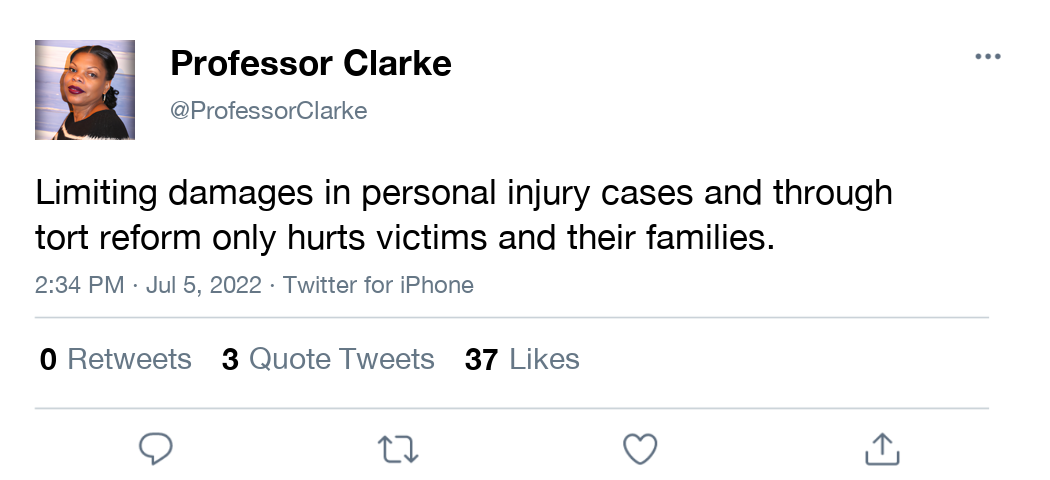 Professor Clarke
@ProfessorClarke
Limiting damages in personal injury cases and through
tort reform only hurts victims and their families.
2:34 PM · Jul 5, 2022 · Twitter for iPhone
0 Retweets 3 Quote Tweets 37 Likes